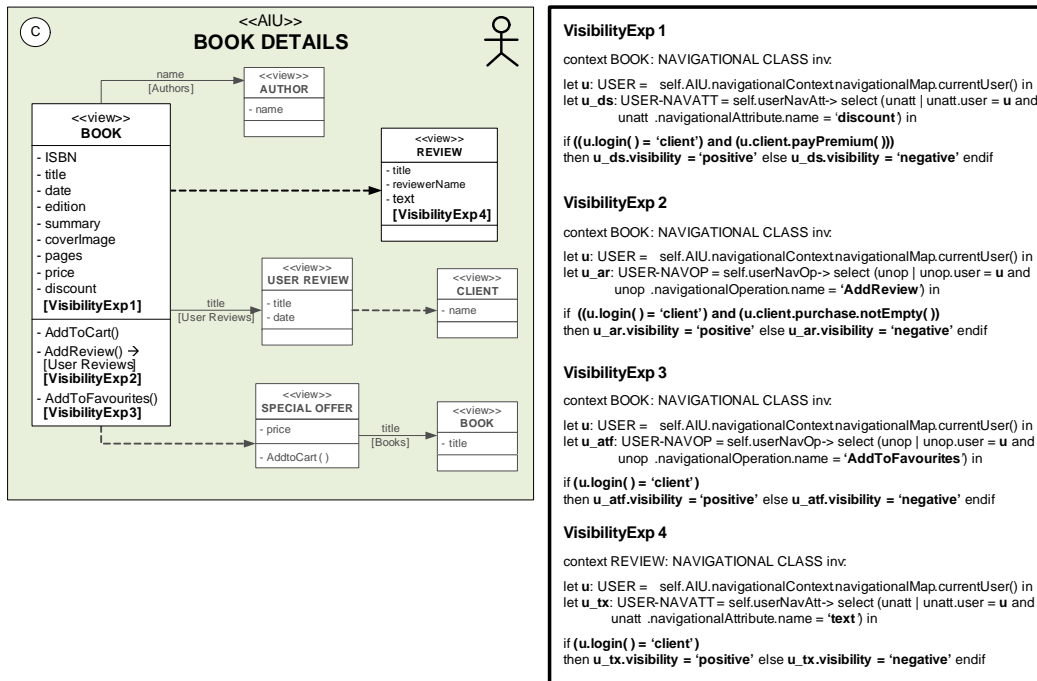 C
<<AIU>>
BOOK DETAILS
name
[Authors]
<<view>>
AUTHOR
- name
<<view>>
BOOK
- ISBN
- title
- date
- edition
- summary
- coverImage
- pages
- price
- discount
[VisibilityExp1]
- AddToCart()
- AddReview() →
[User Reviews]
[VisibilityExp2]
- AddToFavourites()
[VisibilityExp3]
<<view>>
REVIEW
- title
- reviewerName
- text
[VisibilityExp4]
title
[User Reviews]
<<view>>
USER REVIEW
- title
- date
<<view>>
CLIENT
- name
<<view>>
SPECIAL OFFER
- price
- AddtoCart ( )
title
[Books]
<<view>>
BOOK
- title
VisibilityExp 1
context BOOK: NAVIGATIONAL CLASS inv:
let u: USER = self.AIU.navigationalContext.navigationalMap.currentUser() in
let u_ds: USER-NAVATT = self.userNavAtt-> select (unatt | unatt.user = u and
unatt .navigationalAttribute.name = 'discount') in
if ((u.login( ) = 'client') and (u.client.payPremium( )))
then u_ds.visibility = 'positive' else u_ds.visibility = 'negative' endif
VisibilityExp 2
context BOOK: NAVIGATIONAL CLASS inv:
let u: USER = self.AIU.navigationalContext.navigationalMap.currentUser() in
let u_ar: USER-NAVOP = self.userNavOp-> select (unop | unop.user = u and
unop .navigationalOperation.name = 'AddReview') in
if ((u.login( ) = 'client') and (u.client.purchase.notEmpty( ))
then u_ar.visibility = 'positive' else u_ar.visibility = 'negative' endif
VisibilityExp 3
context BOOK: NAVIGATIONAL CLASS inv:
let u: USER = self.AIU.navigationalContext.navigationalMap.currentUser() in
let u_atf: USER-NAVOP = self.userNavOp-> select (unop | unop.user = u and
unop .navigationalOperation.name = 'AddToFavourites') in
if (u.login( ) = 'client')
then u_atf.visibility = 'positive' else u_atf.visibility = 'negative' endif
VisibilityExp 4
context REVIEW: NAVIGATIONAL CLASS inv:
let u: USER = self.AIU.navigationalContext.navigationalMap.currentUser() in
let u_tx: USER-NAVATT = self.userNavAtt-> select (unatt | unatt.user = u and
unatt .navigationalAttribute.name = 'text') in
if (u.login( ) = 'client')
then u_tx.visibility = 'positive' else u_tx.visibility = 'negative' endif